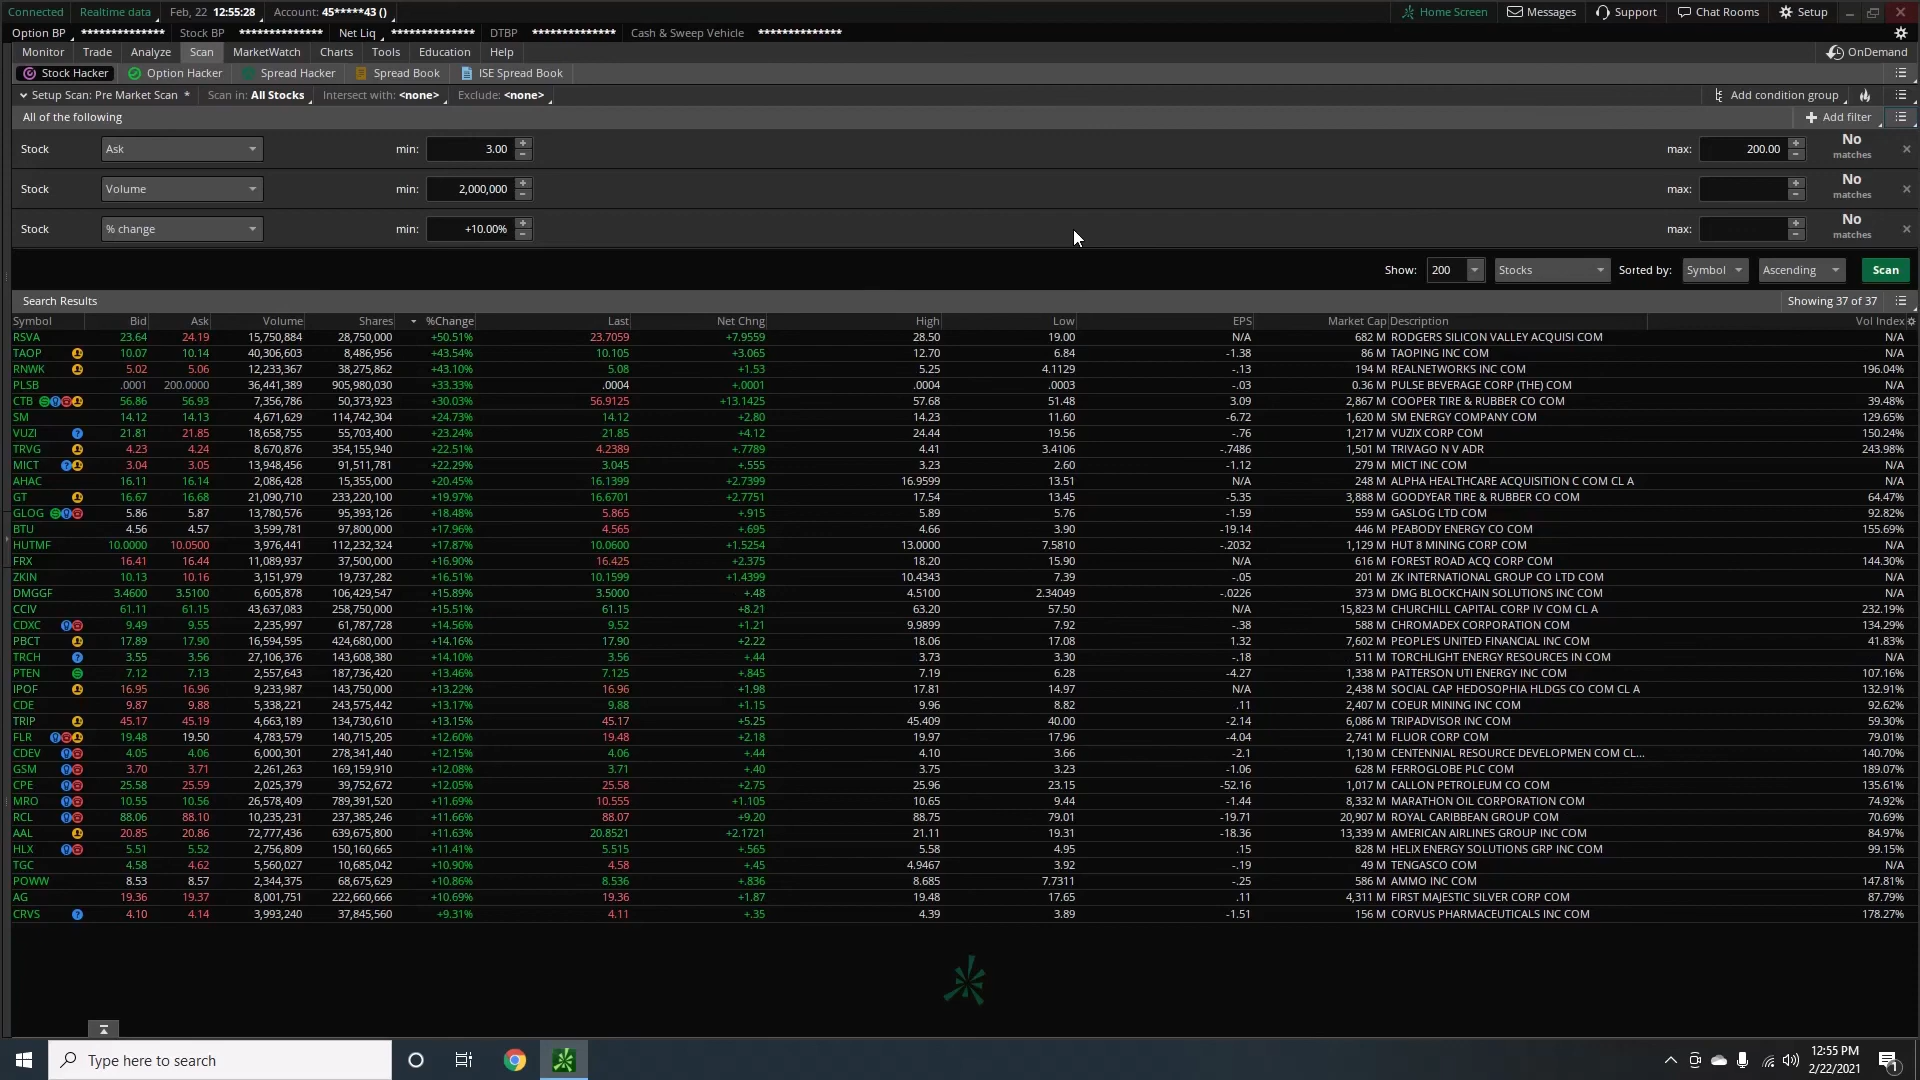 Connected Realtime data Feb, 22 12:55:28 Account: 45*****43 () Home Screen Messages Support Chat Rooms Setup
Option BP ************** Stock BP ************** Net Liq ************** DTBP ************** Cash & Sweep Vehicle **************
Monitor Trade Analyze Scan MarketWatch Charts Tools Education Help OnDemand
Stock Hacker Option Hacker Spread Hacker Spread Book ISE Spread Book
Setup Scan: Pre Market Scan * Scan in: All Stocks Intersect with: <none> Exclude: <none> Add condition group
All of the following Add filter
Stock Ask min: 3.00 max: 200.00 No matches
Stock Volume min: 2,000,000 max: No matches
Stock % change min: +10.00% max: No matches
Show: 200 Stocks Sorted by: Symbol Ascending Scan
Search Results Showing 37 of 37
Symbol Bid Ask Volume Shares %Change Last Net Chng High Low EPS Market Cap Description Vol Index
RSVA 23.64 24.19 15,750,884 28,750,000 +50.51% 23.7059 +7.9559 28.50 19.00 N/A 682 M RODGERS SILICON VALLEY ACQUISI COM N/A
TAOP 10.07 10.14 40,306,603 8,486,956 +43.54% 10.105 +3.065 12.70 6.84 -1.38 86 M TAOPING INC COM N/A
RNWK 5.02 5.06 12,233,367 38,275,862 +43.10% 5.08 +1.53 5.25 4.1129 -.13 194 M REALNETWORKS INC COM 196.04%
PLSB .0001 200.0000 36,441,389 905,980,030 +33.33% .0004 +.0001 .0004 .0003 -.03 0.36 M PULSE BEVERAGE CORP (THE) COM N/A
CTB 56.86 56.93 7,356,786 50,373,923 +30.03% 56.9125 +13.1425 57.68 51.48 3.09 2,867 M COOPER TIRE & RUBBER CO COM 39.48%
SM 14.12 14.13 4,671,629 114,742,304 +24.73% 14.12 +2.80 14.23 11.60 -6.72 1,620 M SM ENERGY COMPANY COM 129.65%
VUZI 21.81 21.85 18,658,755 55,703,400 +23.24% 21.85 +4.12 24.44 19.56 -.76 1,217 M VUZIX CORP COM 150.24%
TRVG 4.23 4.24 8,670,876 354,155,940 +22.51% 4.2389 +.7789 4.41 3.4106 -.7486 1,501 M TRIVAGO N V ADR 243.98%
MICT 3.04 3.05 13,948,456 91,511,781 +22.29% 3.045 +.555 3.23 2.60 -1.12 279 M MICT INC COM N/A
AHAC 16.11 16.14 2,086,428 15,355,000 +20.45% 16.1399 +2.7399 16.9599 13.51 N/A 248 M ALPHA HEALTHCARE ACQUISITION C COM CL A N/A
GT 16.67 16.68 21,090,710 233,220,100 +19.97% 16.6701 +2.7751 17.54 13.45 -5.35 3,888 M GOODYEAR TIRE & RUBBER CO COM 64.47%
GLOG 5.86 5.87 13,780,576 95,393,126 +18.48% 5.865 +.915 5.89 5.76 -1.59 559 M GASLOG LTD COM 92.82%
BTU 4.56 4.57 3,599,781 97,800,000 +17.96% 4.565 +.695 4.66 3.90 -19.14 446 M PEABODY ENERGY CO COM 155.69%
HUTMF 10.0000 10.0500 3,976,441 112,232,324 +17.87% 10.0600 +1.5254 13.0000 7.5810 -.2032 1,129 M HUT 8 MINING CORP COM N/A
FRX 16.41 16.44 11,089,937 37,500,000 +16.90% 16.425 +2.375 18.20 15.90 N/A 616 M FOREST ROAD ACQ CORP COM 144.30%
ZKIN 10.13 10.16 3,151,979 19,737,282 +16.51% 10.1599 +1.4399 10.4343 7.39 -.05 201 M ZK INTERNATIONAL GROUP CO LTD COM N/A
DMGGF 3.4600 3.5100 6,605,878 106,429,547 +15.89% 3.5000 +.48 4.5100 2.34049 -.0226 373 M DMG BLOCKCHAIN SOLUTIONS INC COM N/A
CCIV 61.11 61.15 43,637,083 258,750,000 +15.51% 61.15 +8.21 63.20 57.50 N/A 15,823 M CHURCHILL CAPITAL CORP IV COM CL A 232.19%
CDXC 9.49 9.55 2,235,997 61,787,728 +14.56% 9.52 +1.21 9.9899 7.92 -.38 588 M CHROMADEX CORPORATION COM 134.29%
PBCT 17.89 17.90 16,594,595 424,680,000 +14.16% 17.90 +2.22 18.06 17.08 1.32 7,602 M PEOPLE'S UNITED FINANCIAL INC COM 41.83%
TRCH 3.55 3.56 27,106,376 143,608,380 +14.10% 3.56 +.44 3.73 3.30 -.18 511 M TORCHLIGHT ENERGY RESOURCES IN COM N/A
PTEN 7.12 7.13 2,557,643 187,736,420 +13.46% 7.125 +.845 7.19 6.28 -4.27 1,338 M PATTERSON UTI ENERGY INC COM 107.16%
IPOF 16.95 16.96 9,233,987 143,750,000 +13.22% 16.96 +1.98 17.81 14.97 N/A 2,438 M SOCIAL CAP HEDOSOPHIA HLDGS CO COM CL A 132.91%
CDE 9.87 9.88 5,338,221 243,575,442 +13.17% 9.88 +1.15 9.96 8.82 .11 2,407 M COEUR MINING INC COM 92.62%
TRIP 45.17 45.19 4,663,189 134,730,610 +13.15% 45.17 +5.25 45.409 40.00 -2.14 6,086 M TRIPADVISOR INC COM 59.30%
FLR 19.48 19.50 4,783,579 140,715,205 +12.60% 19.48 +2.18 19.97 17.96 -4.04 2,741 M FLUOR CORP COM 79.01%
CDEV 4.05 4.06 6,000,301 278,341,440 +12.15% 4.06 +.44 4.10 3.66 -2.1 1,130 M CENTENNIAL RESOURCE DEVELOPMEN COM CL... 140.70%
GSM 3.70 3.71 2,261,263 169,159,910 +12.08% 3.71 +.40 3.75 3.23 -1.06 628 M FERROGLOBE PLC COM 189.07%
CPE 25.58 25.59 2,025,379 39,752,672 +12.05% 25.58 +2.75 25.96 23.15 -52.16 1,017 M CALLON PETROLEUM CO COM 135.61%
MRO 10.55 10.56 26,578,409 789,391,520 +11.69% 10.555 +1.105 10.65 9.44 -1.44 8,332 M MARATHON OIL CORPORATION COM 74.92%
RCL 88.06 88.10 10,235,231 237,385,246 +11.66% 88.07 +9.20 88.75 79.01 -19.71 20,907 M ROYAL CARIBBEAN GROUP COM 70.69%
AAL 20.85 20.86 72,777,436 639,675,800 +11.63% 20.8521 +2.1721 21.11 19.31 -18.36 13,339 M AMERICAN AIRLINES GROUP INC COM 84.97%
HLX 5.51 5.52 2,756,809 150,160,665 +11.41% 5.515 +.565 5.58 4.95 .15 828 M HELIX ENERGY SOLUTIONS GRP INC COM 99.15%
TGC 4.58 4.62 5,560,027 10,685,042 +10.90% 4.58 +.45 4.9467 3.92 -.19 49 M TENGASCO COM N/A
POWW 8.53 8.57 2,344,375 68,675,629 +10.86% 8.536 +.836 8.685 7.7311 -.25 586 M AMMO INC COM 147.81%
AG 19.36 19.37 8,001,751 222,660,666 +10.69% 19.36 +1.87 19.48 17.65 .11 4,311 M FIRST MAJESTIC SILVER CORP COM 87.79%
CRVS 4.10 4.14 3,993,240 37,845,560 +9.31% 4.11 +.35 4.39 3.89 -1.51 156 M CORVUS PHARMACEUTICALS INC COM 178.27%
Type here to search 12:55 PM
2/22/2021 1